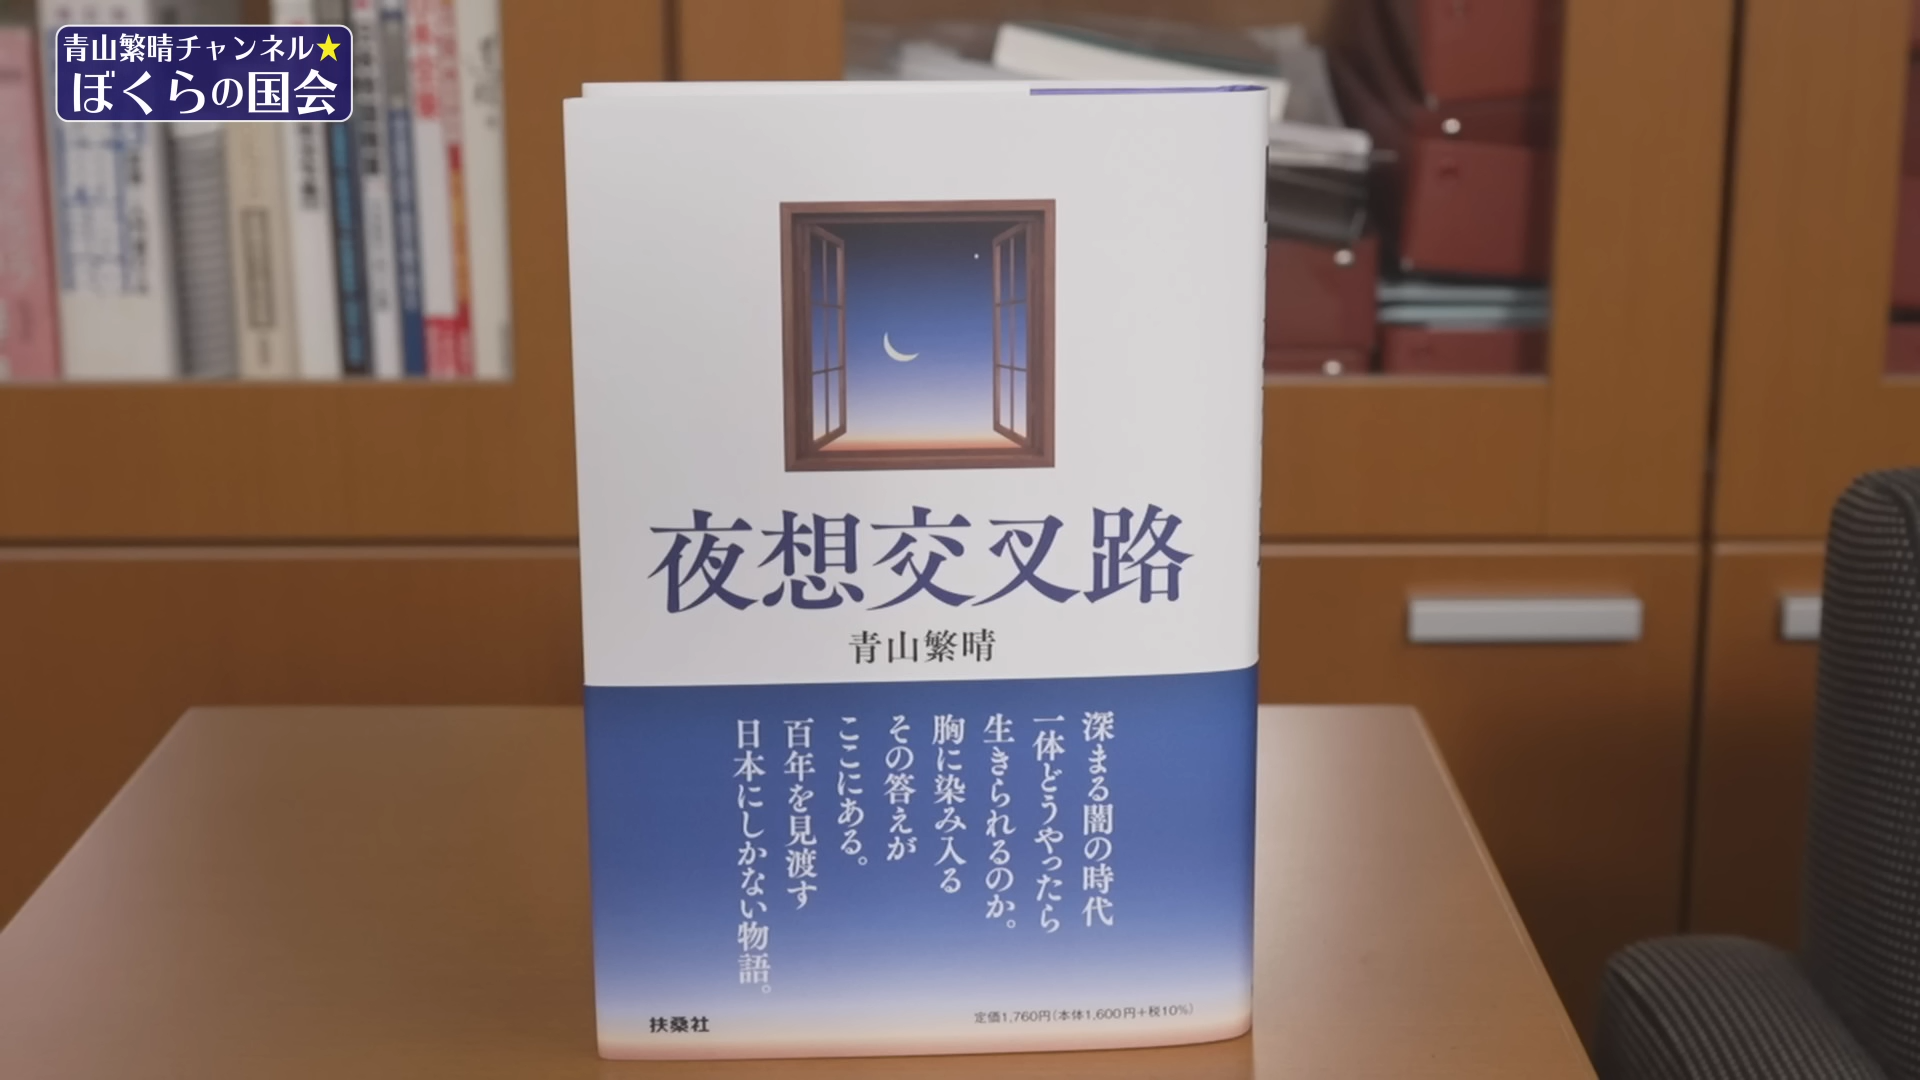 青山繁晴チャンネル★
ぼくらの国会
夜想交叉路
青山繁晴
深まる闇の時代
一体どうやったら
生きられるのか。
胸に染み入る
その答えが
ここにある。
百年を見渡す
日本にしかない物語。
扶桑社
定価1,760円(本体1,600円+税10%)